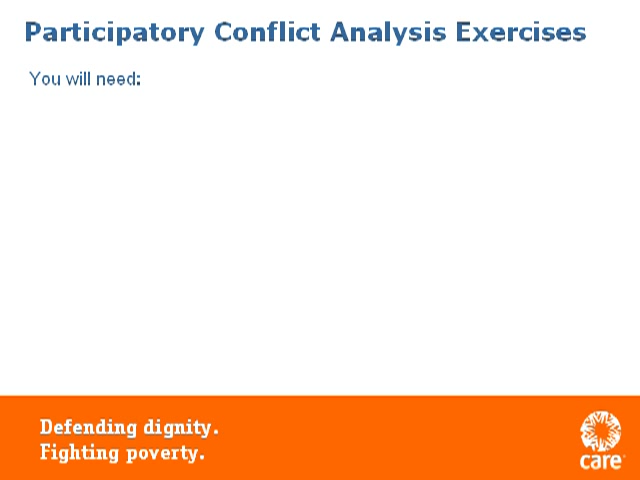 Participatory Conflict Analysis Exercises
You will need:
Defending dignity.
Fighting poverty.
care